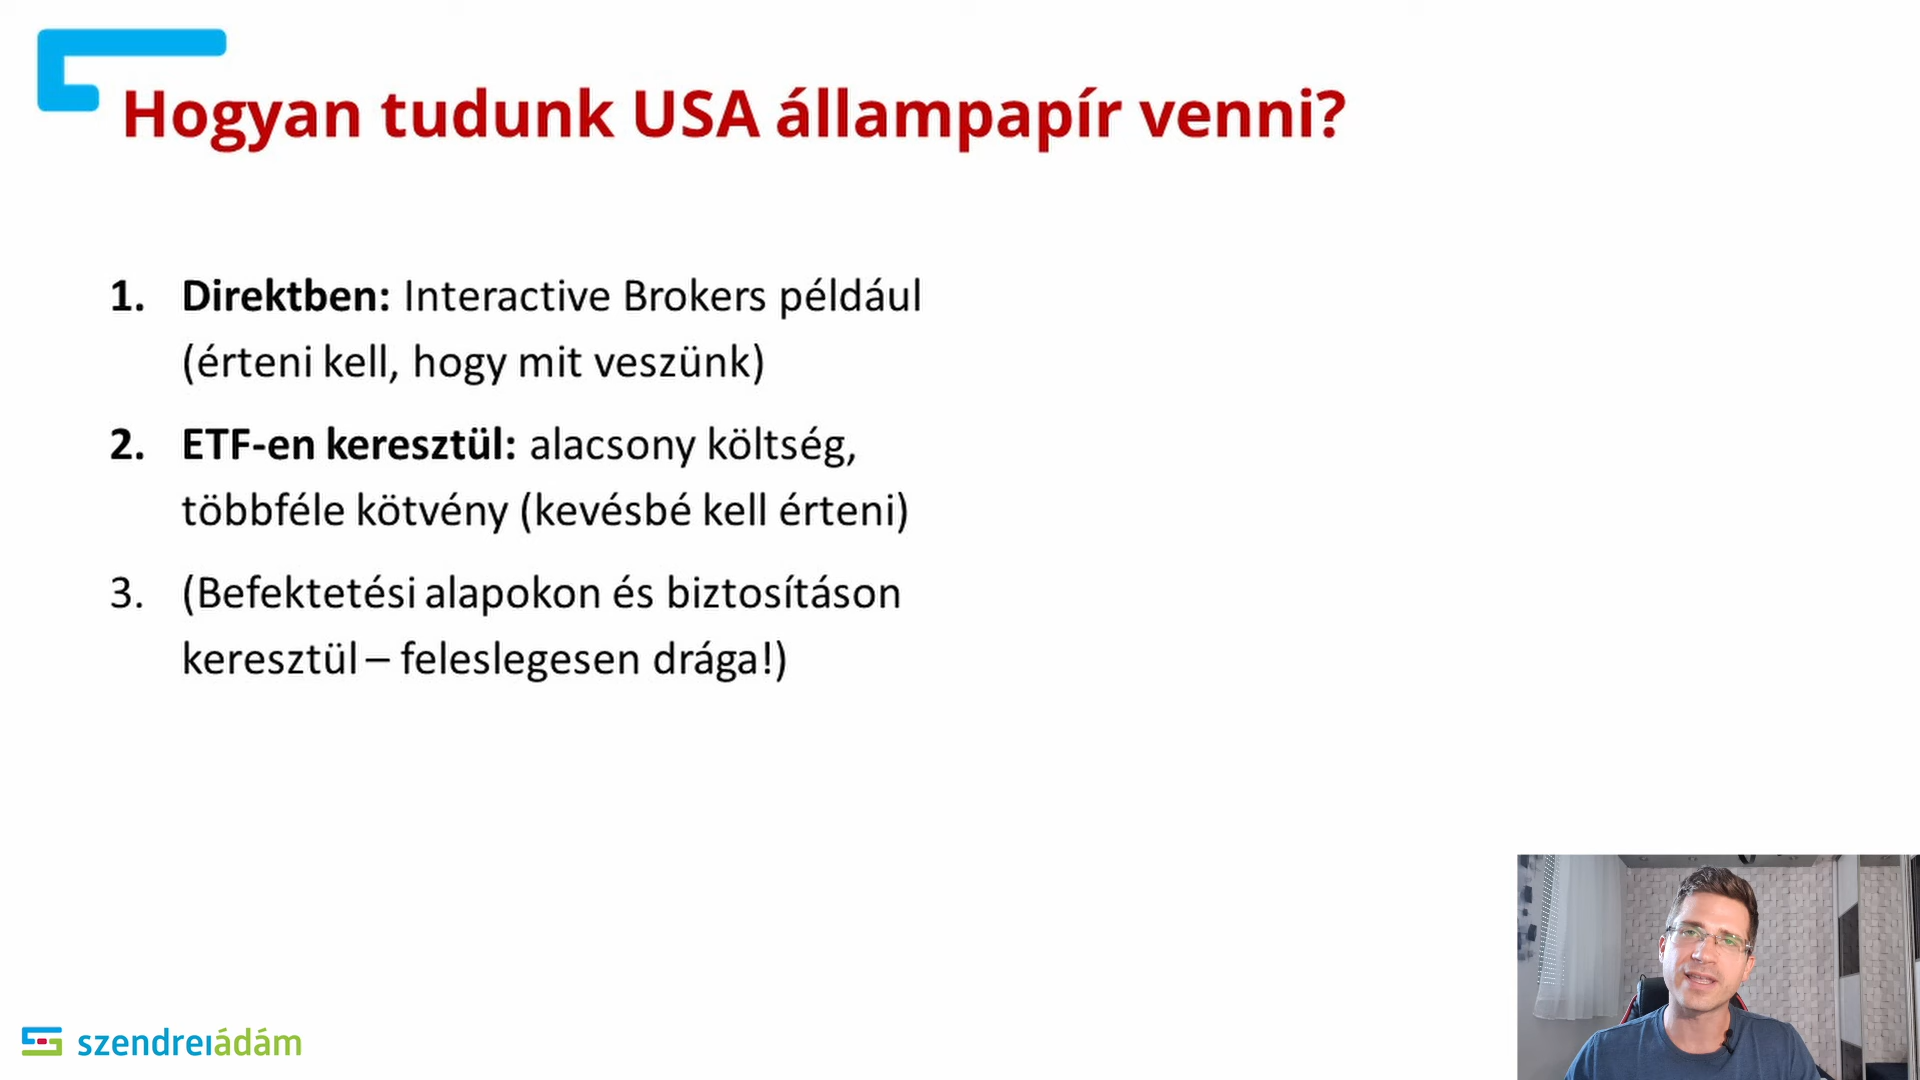 Hogyan tudunk USA állampapír venni?
1. Direktben: Interactive Brokers például
(érteni kell, hogy mit veszünk)
2. ETF-en keresztül: alacsony költség,
többféle kötvény (kevésbé kell érteni)
3. (Befektetési alapokon és biztosításon
keresztül – feleslegesen drága!)
szendreiádám